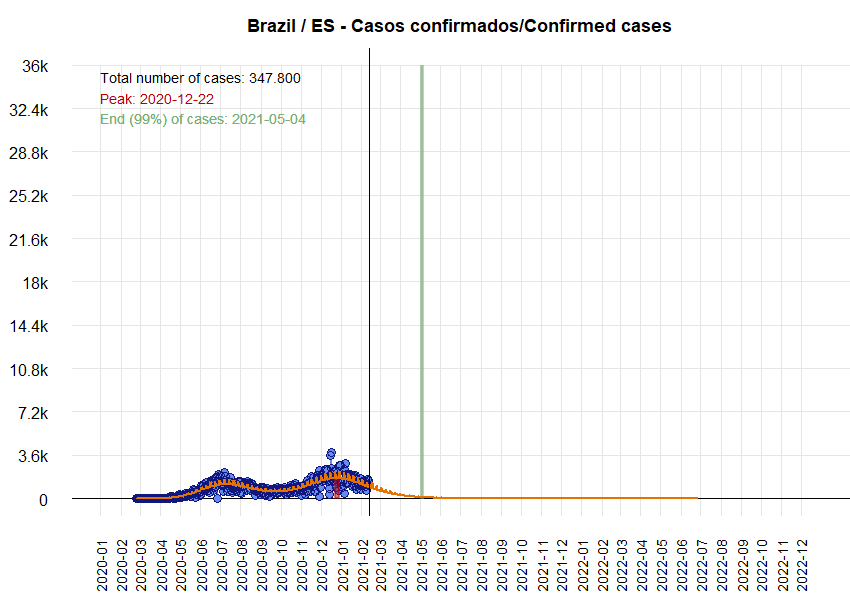 Brazil / ES - Casos confirmados/Confirmed cases
36k
32.4k
28.8k
25.2k
21.6k
18k
14.4k
10.8k
7.2k
3.6k
0
Total number of cases: 347.800
Peak: 2020-12-22
End (99%) of cases: 2021-05-04
2020-01
2020-02
2020-03
2020-04
2020-05
2020-06
2020-07
2020-08
2020-09
2020-10
2020-11
2020-12
2021-01
2021-02
2021-03
2021-04
2021-05
2021-06
2021-07
2021-08
2021-09
2021-10
2021-11
2021-12
2022-01
2022-02
2022-03
2022-04
2022-05
2022-06
2022-07
2022-08
2022-09
2022-10
2022-11
2022-12